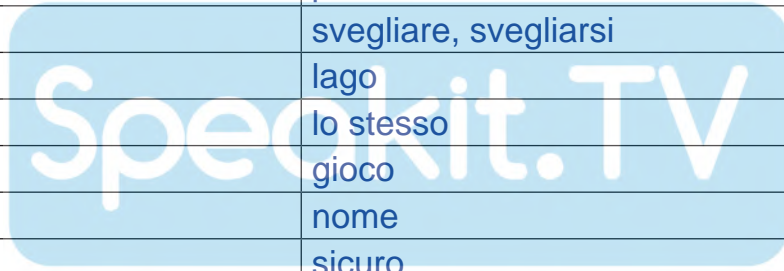 svegliare, svegliarsi
lago
lo stesso
gioco
nome
sicuro
Speakit.TV